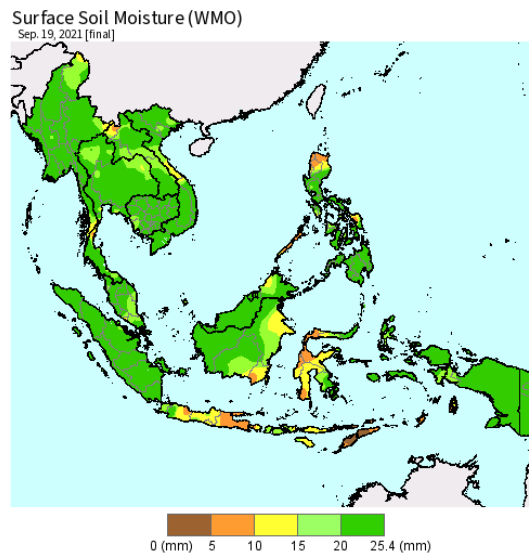 Surface Soil Moisture (WMO)
Sep. 19, 2021 [final]
0 (mm) 5 10 15 20 25.4 (mm)